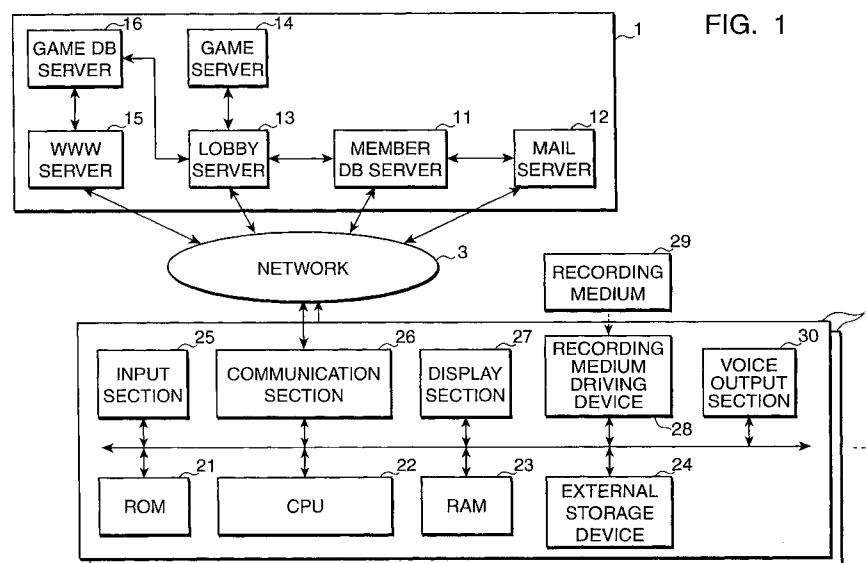 FIG. 1
1
16
GAME DB
SERVER
14
GAME
SERVER
15
WWW
SERVER
13
LOBBY
SERVER
11
MEMBER
DB SERVER
12
MAIL
SERVER
NETWORK
3
29
RECORDING
MEDIUM
25
INPUT
SECTION
26
COMMUNICATION
SECTION
27
DISPLAY
SECTION
RECORDING
MEDIUM
DRIVING
DEVICE
28
30
VOICE
OUTPUT
SECTION
21
ROM
22
CPU
23
RAM
24
EXTERNAL
STORAGE
DEVICE